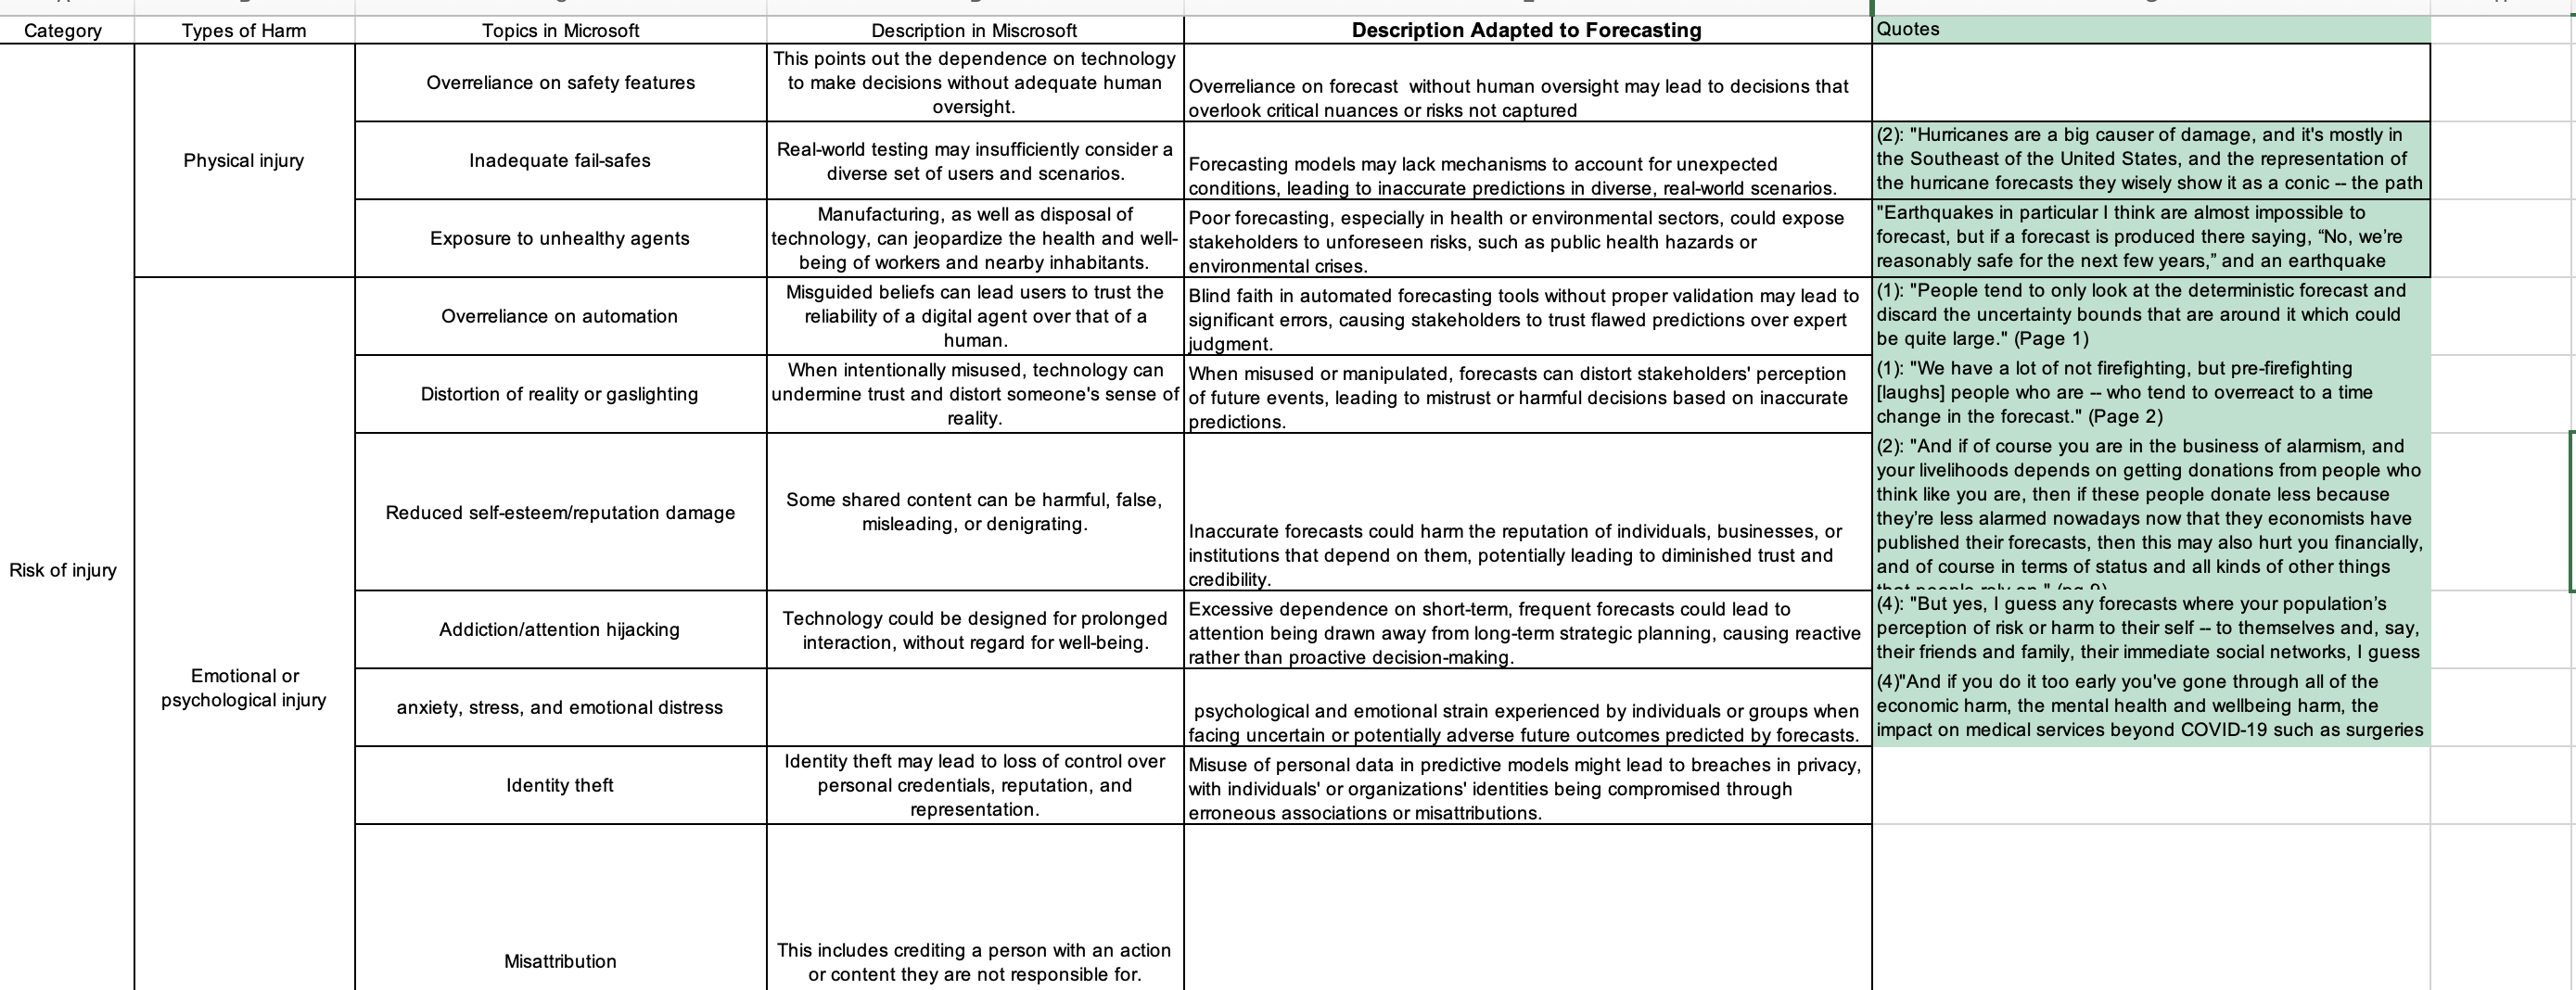 Category
Types of Harm
Topics in Microsoft
Description in Miscrosoft
Description Adapted to Forecasting
Quotes
Risk of injury
Physical injury
Overreliance on safety features
This points out the dependence on technology
to make decisions without adequate human
oversight.
Overreliance on forecast  without human oversight may lead to decisions that
overlook critical nuances or risks not captured
Inadequate fail-safes
Real-world testing may insufficiently consider a
diverse set of users and scenarios.
Forecasting models may lack mechanisms to account for unexpected
conditions, leading to inaccurate predictions in diverse, real-world scenarios.
(2): "Hurricanes are a big causer of damage, and it's mostly in
the Southeast of the United States, and the representation of
the hurricane forecasts they wisely show it as a conic -- the path
Exposure to unhealthy agents
Manufacturing, as well as disposal of
technology, can jeopardize the health and well-
being of workers and nearby inhabitants.
Poor forecasting, especially in health or environmental sectors, could expose
stakeholders to unforeseen risks, such as public health hazards or
environmental crises.
"Earthquakes in particular I think are almost impossible to
forecast, but if a forecast is produced there saying, “No, we’re
reasonably safe for the next few years,” and an earthquake
Emotional or
psychological injury
Overreliance on automation
Misguided beliefs can lead users to trust the
reliability of a digital agent over that of a
human.
Blind faith in automated forecasting tools without proper validation may lead to
significant errors, causing stakeholders to trust flawed predictions over expert
judgment.
(1): "People tend to only look at the deterministic forecast and
discard the uncertainty bounds that are around it which could
be quite large." (Page 1)
Distortion of reality or gaslighting
When intentionally misused, technology can
undermine trust and distort someone's sense of
reality.
When misused or manipulated, forecasts can distort stakeholders' perception
of future events, leading to mistrust or harmful decisions based on inaccurate
predictions.
(1): "We have a lot of not firefighting, but pre-firefighting
[laughs] people who are -- who tend to overreact to a time
change in the forecast." (Page 2)
Reduced self-esteem/reputation damage
Some shared content can be harmful, false,
misleading, or denigrating.
Inaccurate forecasts could harm the reputation of individuals, businesses, or
institutions that depend on them, potentially leading to diminished trust and
credibility.
(2): "And if of course you are in the business of alarmism, and
your livelihoods depends on getting donations from people who
think like you are, then if these people donate less because
they’re less alarmed nowadays now that they economists have
published their forecasts, then this may also hurt you financially,
and of course in terms of status and all kinds of other things
that people rely on." (pg 9)
Addiction/attention hijacking
Technology could be designed for prolonged
interaction, without regard for well-being.
Excessive dependence on short-term, frequent forecasts could lead to
attention being drawn away from long-term strategic planning, causing reactive
rather than proactive decision-making.
(4): "But yes, I guess any forecasts where your population’s
perception of risk or harm to their self -- to themselves and, say,
their friends and family, their immediate social networks, I guess
anxiety, stress, and emotional distress
psychological and emotional strain experienced by individuals or groups when
facing uncertain or potentially adverse future outcomes predicted by forecasts.
(4)"And if you do it too early you've gone through all of the
economic harm, the mental health and wellbeing harm, the
impact on medical services beyond COVID-19 such as surgeries
Identity theft
Identity theft may lead to loss of control over
personal credentials, reputation, and
representation.
Misuse of personal data in predictive models might lead to breaches in privacy,
with individuals' or organizations' identities being compromised through
erroneous associations or misattributions.
Misattribution
This includes crediting a person with an action
or content they are not responsible for.